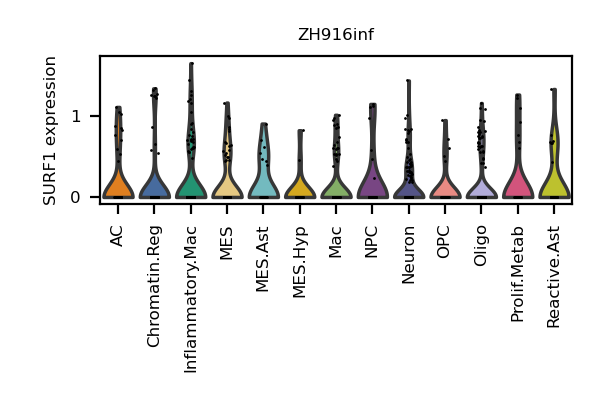 ZH916inf
SURF1 expression
1
0
AC
Chromatin.Reg
Inflammatory.Mac
MES
MES.Ast
MES.Hyp
Mac
NPC
Neuron
OPC
Oligo
Prolif.Metab
Reactive.Ast